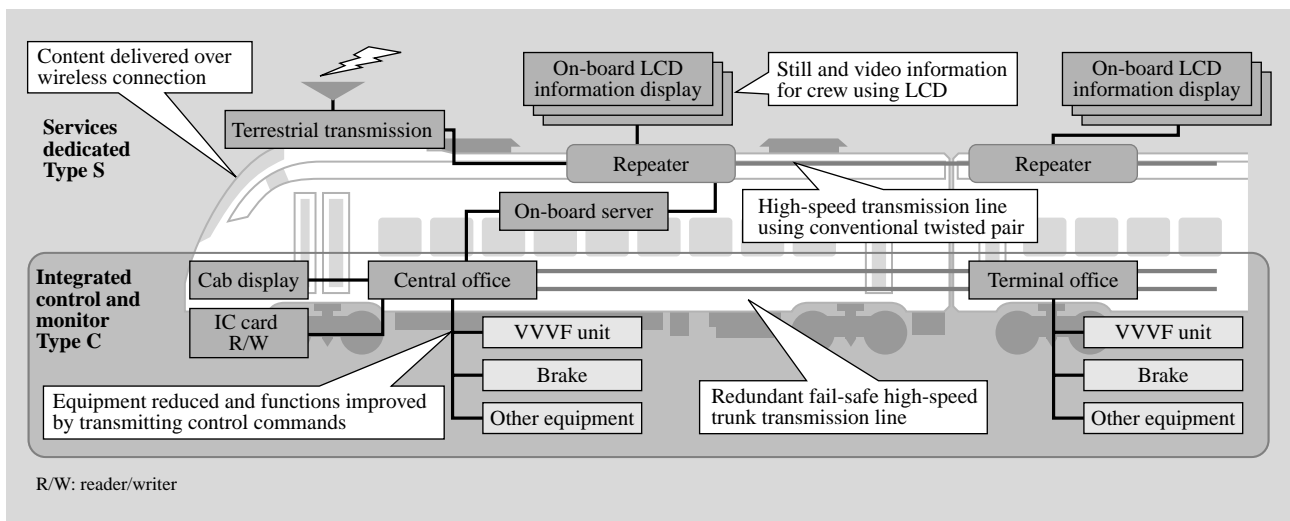 Content delivered over
wireless connection
On-board LCD
information display
Still and video information
for crew using LCD
On-board LCD
information display
Services
dedicated
Type S
Terrestrial transmission
Repeater
Repeater
On-board server
High-speed transmission line
using conventional twisted pair
Integrated
control and
monitor
Type C
Cab display
Central office
Terminal office
IC card
R/W
VVVF unit
VVVF unit
Brake
Brake
Equipment reduced and functions improved
by transmitting control commands
Other equipment
Redundant fail-safe high-speed
trunk transmission line
Other equipment
R/W: reader/writer